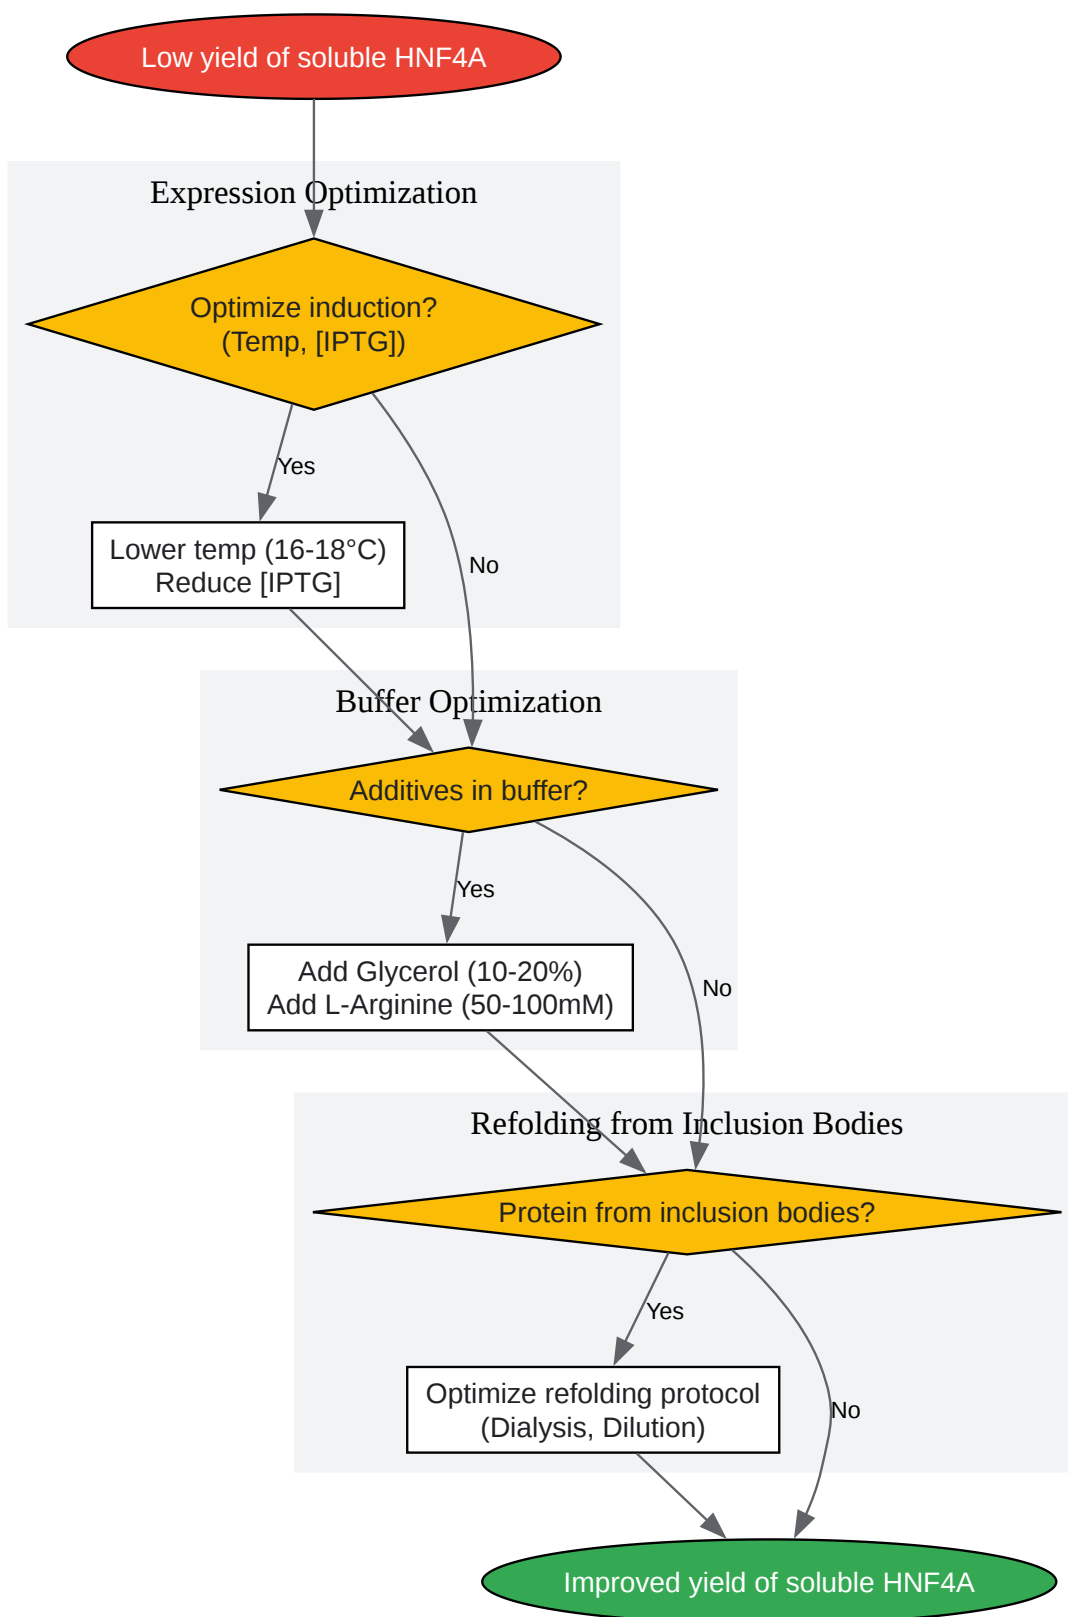 Low yield of soluble HNF4A
Expression Optimization
Optimize induction?
(Temp, [IPTG])
Yes
No
Lower temp (16-18°C)
Reduce [IPTG]
Buffer Optimization
Additives in buffer?
Yes
No
Add Glycerol (10-20%)
Add L-Arginine (50-100mM)
Refolding from Inclusion Bodies
Protein from inclusion bodies?
Yes
No
Optimize refolding protocol
(Dialysis, Dilution)
Improved yield of soluble HNF4A